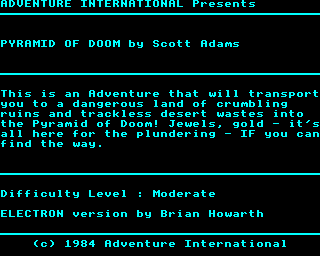 ADVENTURE INTERNATIONAL Presents
PYRAMID OF DOOM by Scott Adams
This is an Adventure that will transport
you to a dangerous land of crumbling
ruins and trackless desert wastes into
the Pyramid of Doom! Jewels, gold - it's
all here for the plundering - IF you can
find the way.
Difficulty Level : Moderate
ELECTRON version by Brian Howarth
(c) 1984 Adventure International